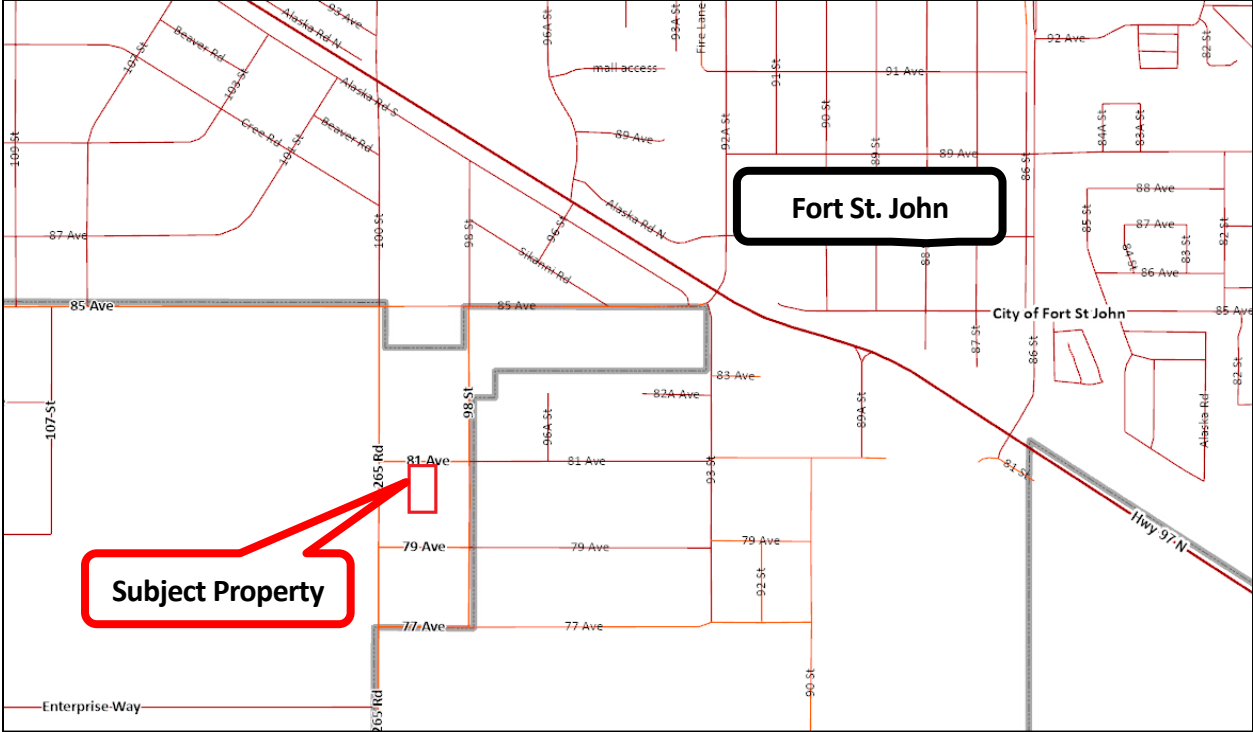 93 Ave
Alaska Rd N
96A St
93A St
Fire Lane
92 Ave
82 St
Beaver Rd
107 St
103 St
Alaska Rd S
mall access
91 St
91 Ave
90 St
Cree Rd
Beaver Rd
102 St
89 Ave
92A St
84A St
83A St
109 St
89 St
89 Ave
86 St
Fort St. John
88 Ave
87 Ave
100 St
98 St
96 St
Alaska Rd N
88
85 St
87 Ave
84 St
83 St
82 St
Sikanni Rd
86 Ave
85 Ave
85 Ave
City of Fort St John
85 Ave
87 St
86 St
107 St
98 St
83 Ave
82A Ave
89A St
82 St
Alaska Rd
96A St
265 Rd
81 Ave
81 Ave
93 St
81 St
Hwy 97 N
79 Ave
79 Ave
79 Ave
92 St
Subject Property
77 Ave
77 Ave
90 St
265 Rd
Enterprise Way